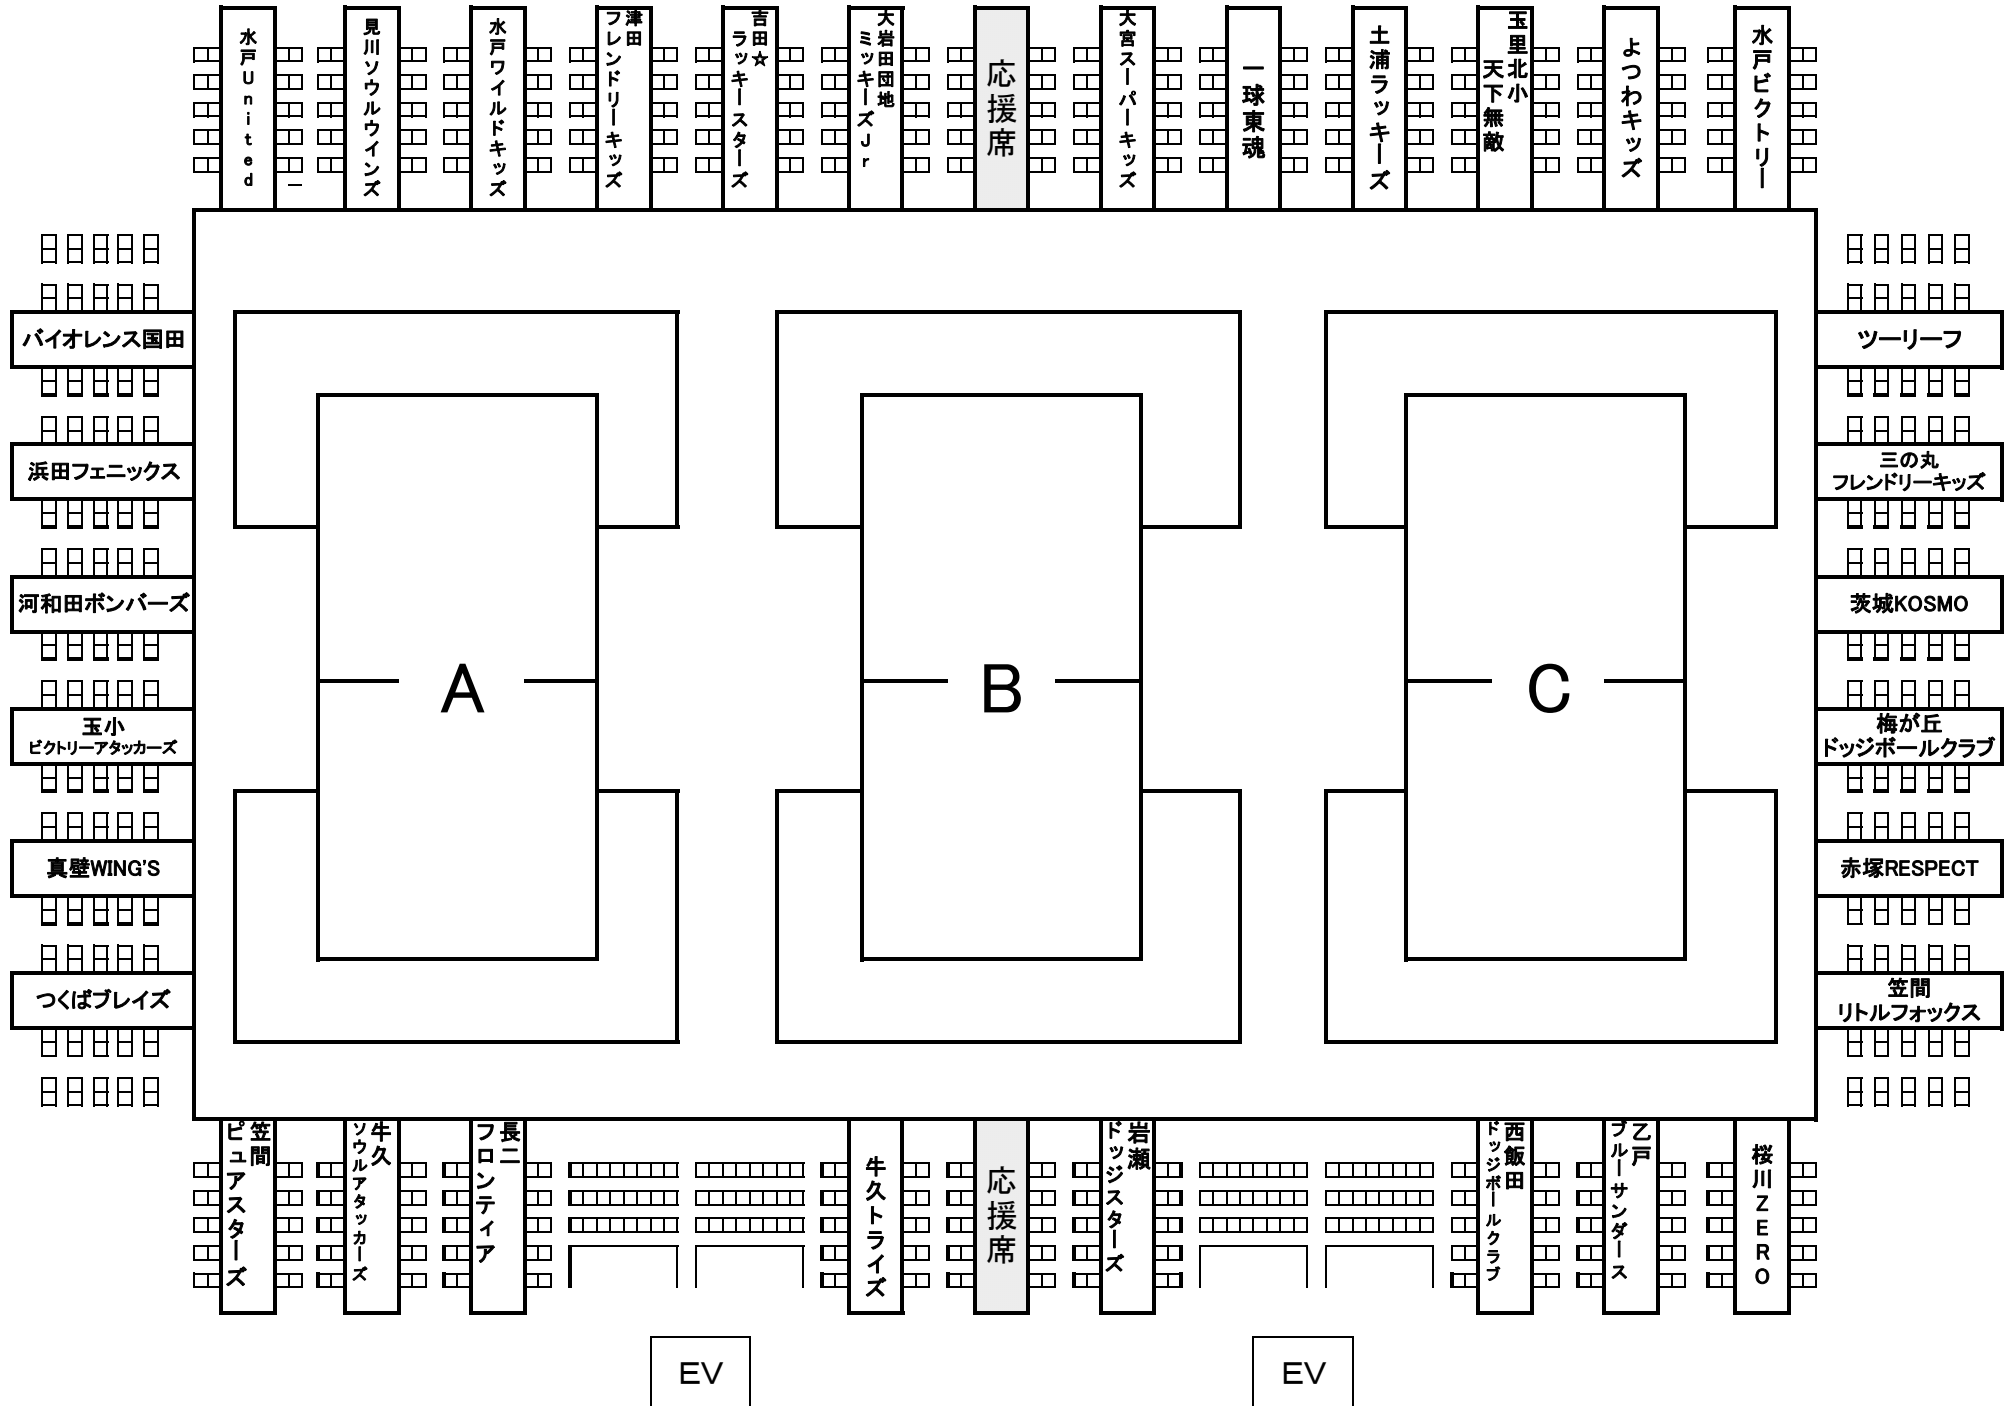 水戸United
見川ソウルウインズ
水戸ワイルドキッズ
津田
フレンドリーキッズ
吉田☆
ラッキースターズ
大岩田団地
ミッキーズJr
応援席
大宮スーパーキッズ
一球東魂
土浦ラッキーズ
玉里北小
天下無敵
よつわキッズ
水戸ビクトリー
バイオレンス国田
ツーリーフ
浜田フェニックス
三の丸
フレンドリーキッズ
河和田ボンバーズ
茨城KOSMO
A
B
C
玉小
ビクトリーアタッカーズ
梅が丘
ドッジボールクラブ
真壁WING'S
赤塚RESPECT
つくばブレイズ
笠間
リトルフォックス
笠間
ピュアスターズ
牛久
ソウルアタッカーズ
長二
フロンティア
牛久トライズ
応援席
岩瀬
ドッジスターズ
西飯田
ドッジボールクラブ
乙戸
ブルーサンダース
桜川ZERO
EV
EV